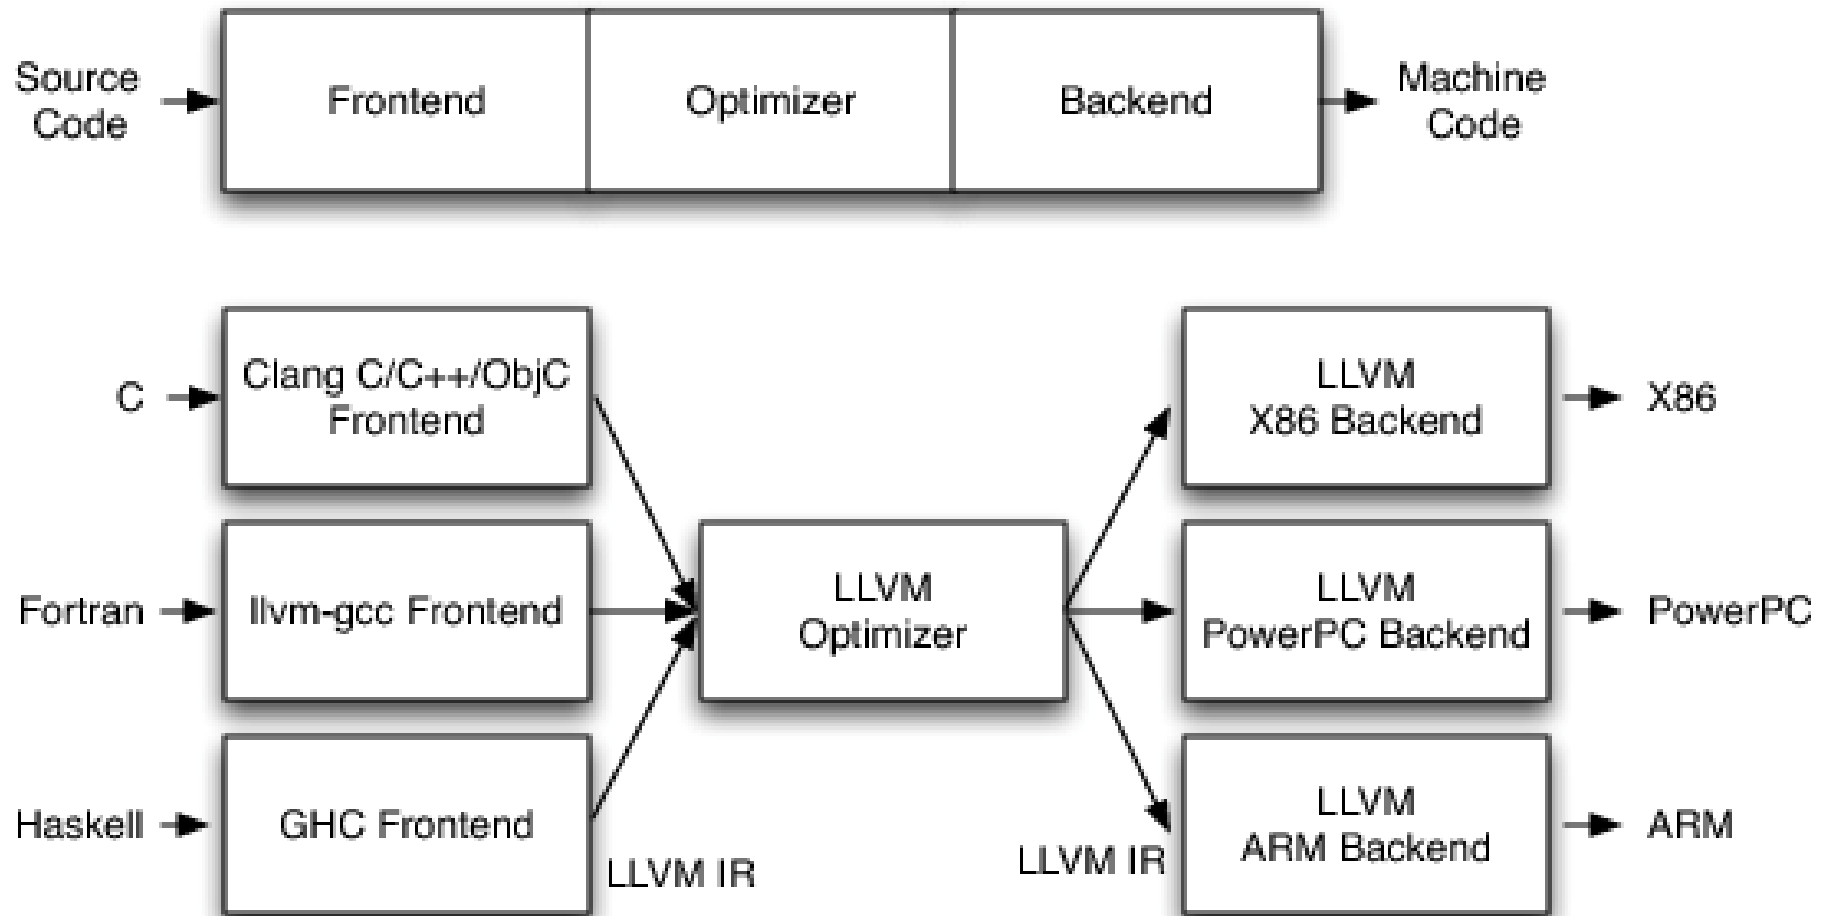 Source
Code
Frontend
Optimizer
Backend
Machine
Code
C
Clang C/C++/ObjC
Frontend
LLVM
X86 Backend
X86
Fortran
llvm-gcc Frontend
LLVM
Optimizer
LLVM
PowerPC Backend
PowerPC
Haskell
GHC Frontend
LLVM IR
LLVM IR
LLVM
ARM Backend
ARM